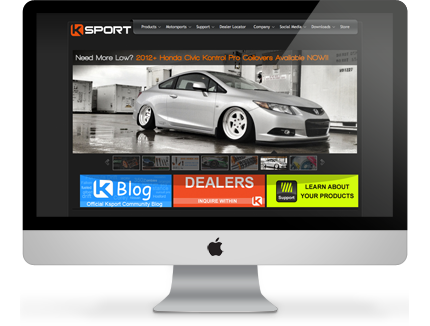 K SPORT
Products Motorsports Support Dealer Locator Company Social Media Downloads Store
Need More Low? 2012+ Honda Civic Kontrol Pro Coilovers Available NOW!!
K Blog
Official Ksport Community Blog
DEALERS
INQUIRE WITHIN
K
Support
LEARN ABOUT
YOUR PRODUCTS